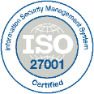 Information Security Management System
ISO
27001
Certified